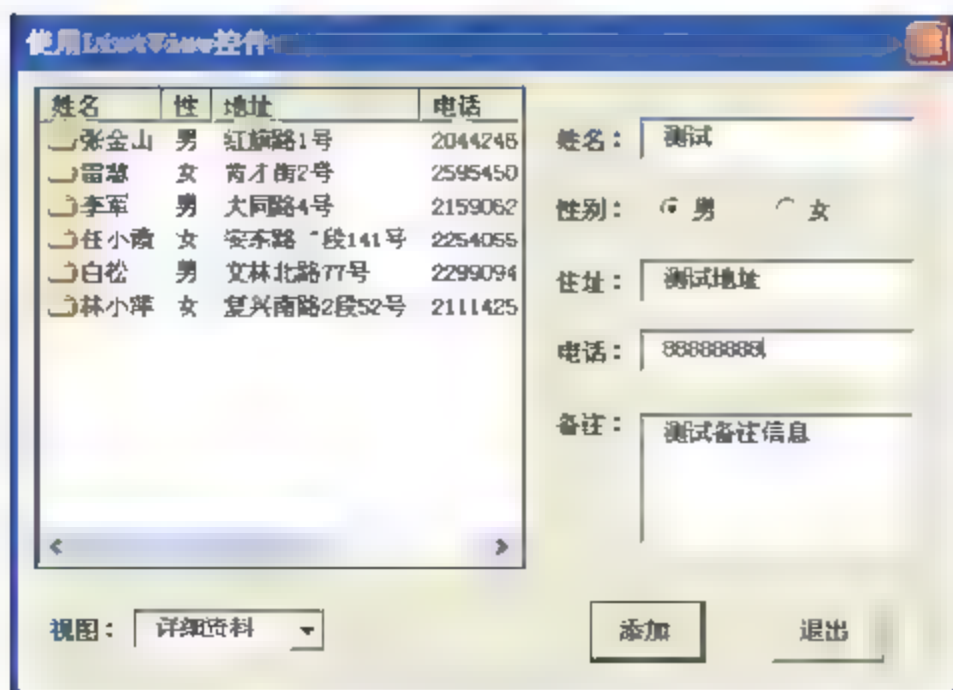 使用ListView控件
姓名 性 地址 电话
张金山 男 红旗路1号 2044246
雷慧 女 育才街2号 2595450
李军 男 大同路4号 2159062
任小霞 女 安东路 段141号 2254055
白松 男 文林北路77号 2299094
林小萍 女 复兴南路2段52号 2111425
视图： 详细资料
姓名： 测试
性别： 男 女
住址： 测试地址
电话： 88888888
备注： 测试备注信息
添加 退出